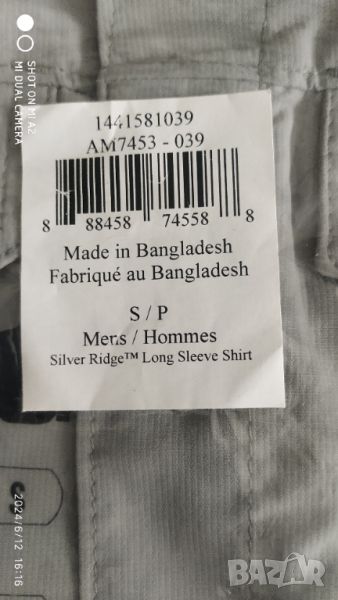 1441581039
AM7453 - 039
8 88458 74558 8
Made in Bangladesh
Fabriqué au Bangladesh
S / P
Mens / Hommes
Silver Ridge™ Long Sleeve Shirt
SHOT ON MI A2
MI DUAL CAMERA
2024/6/12 16:16
BAZAR